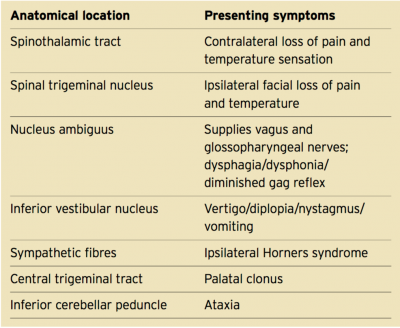 Anatomical location Presenting symptoms
Spinothalamic tract Contralateral loss of pain and
temperature sensation
Spinal trigeminal nucleus Ipsilateral facial loss of pain
and temperature
Nucleus ambiguus Supplies vagus and
glossopharyngeal nerves;
dysphagia/dysphonia/
diminished gag reflex
Inferior vestibular nucleus Vertigo/diplopia/nystagmus/
vomiting
Sympathetic fibres Ipsilateral Horners syndrome
Central trigeminal tract Palatal clonus
Inferior cerebellar peduncle Ataxia